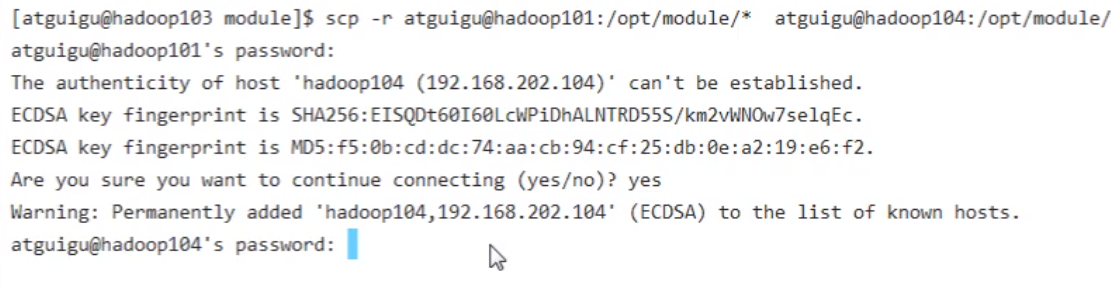 [atguigu@hadoop103 module]$ scp -r atguigu@hadoop101:/opt/module/* atguigu@hadoop104:/opt/module/
atguigu@hadoop101's password:
The authenticity of host 'hadoop104 (192.168.202.104)' can't be established.
ECDSA key fingerprint is SHA256:EISQDt60I60LcWPiDhALNTRD55S/km2vWNOw7selqEc.
ECDSA key fingerprint is MD5:f5:0b:cd:dc:74:aa:cb:94:cf:25:db:0e:a2:19:e6:f2.
Are you sure you want to continue connecting (yes/no)? yes
Warning: Permanently added 'hadoop104,192.168.202.104' (ECDSA) to the list of known hosts.
atguigu@hadoop104's password: